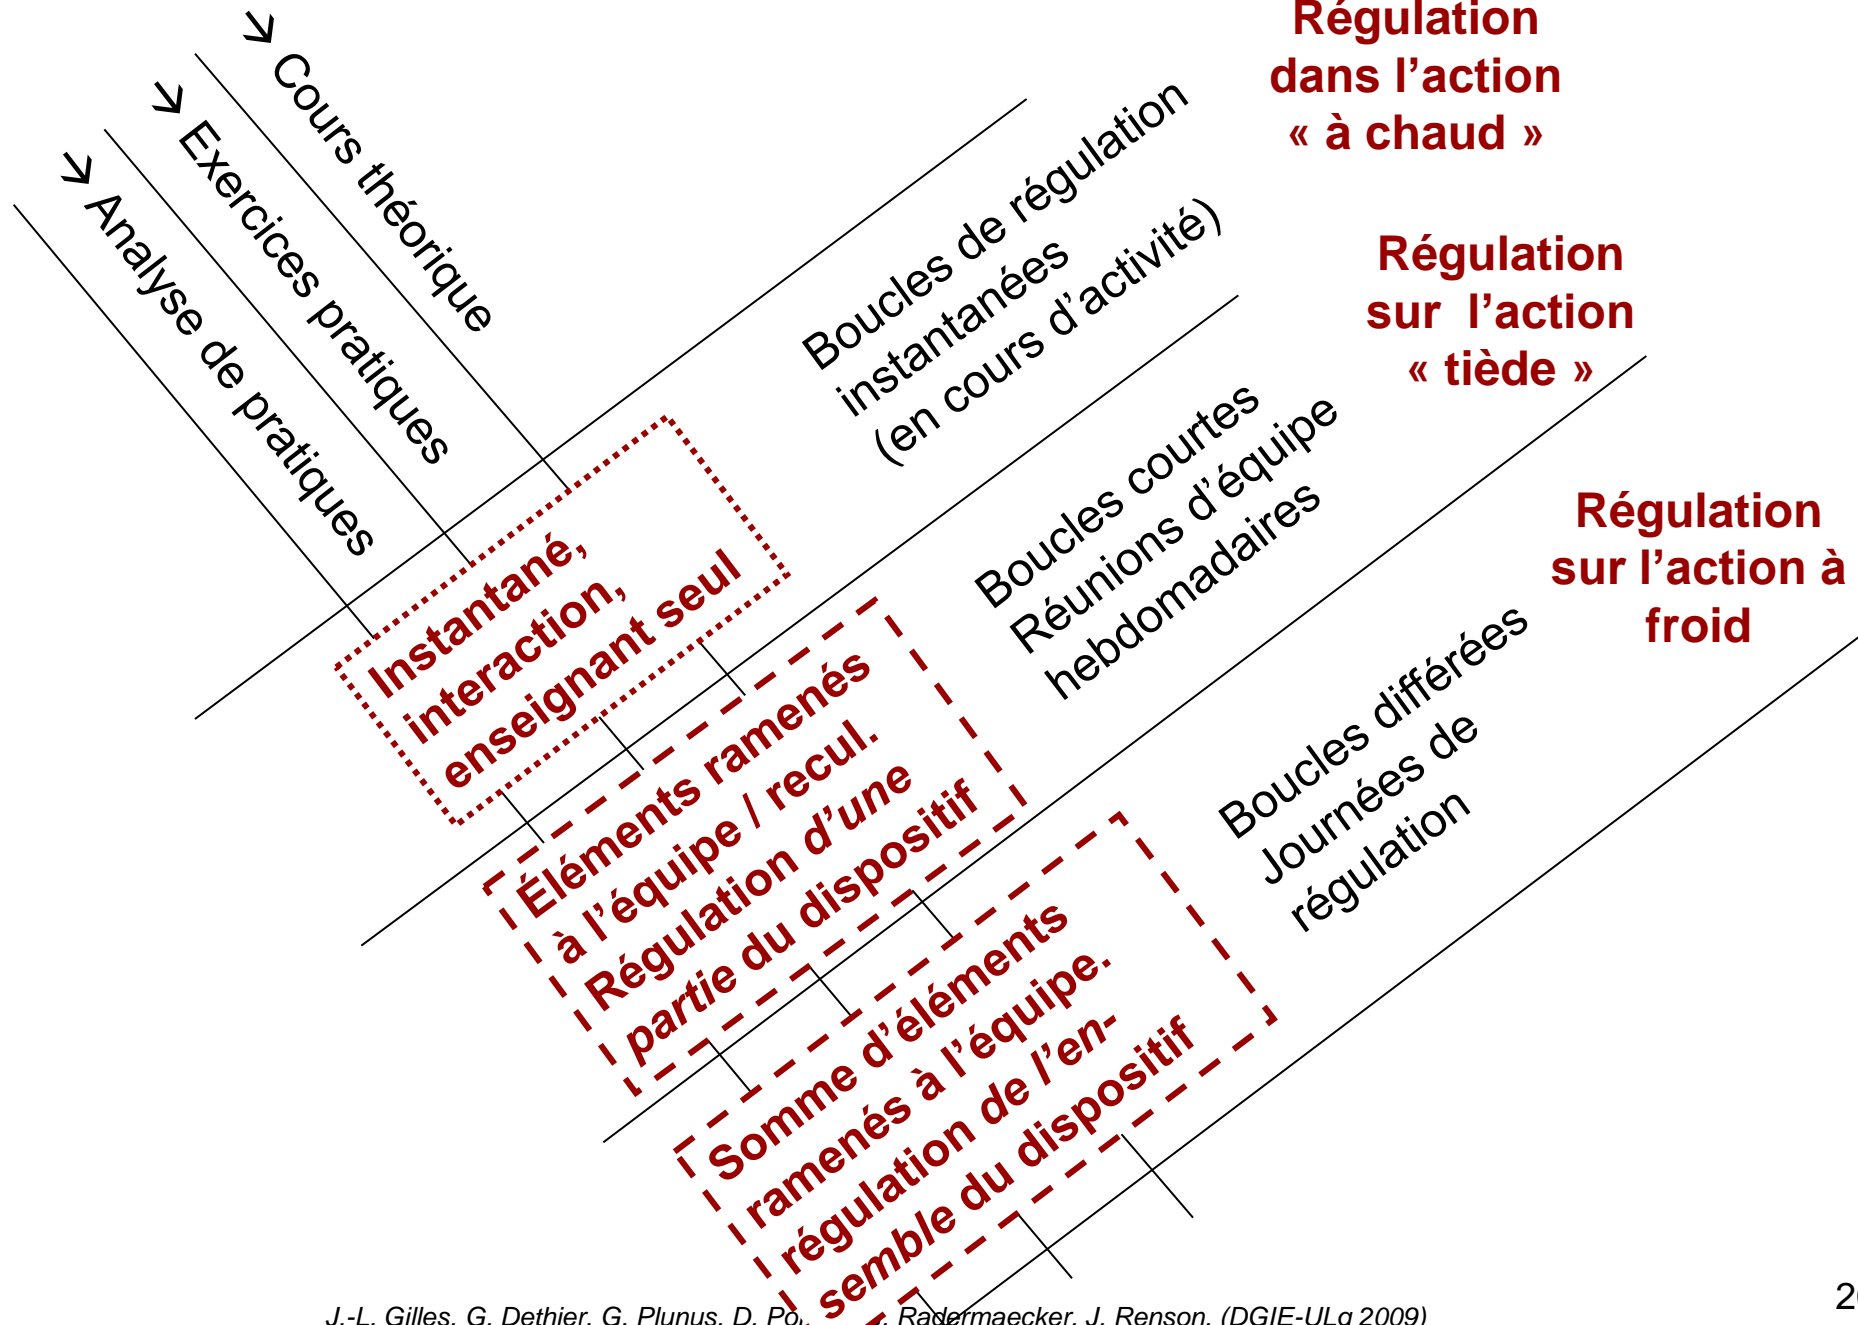 → Cours théorique
→ Exercices pratiques
→ Analyse de pratiques
Régulation
dans l’action
« à chaud »
Boucles de régulation
instantanées
(en cours d’activité)
Régulation
sur l’action
« tiède »
Boucles courtes
Réunions d’équipe
hebdomadaires
Régulation
sur l’action à
froid
Boucles différées
Journées de
régulation
Instantané,
interaction,
enseignant seul
Éléments ramenés
à l’équipe / recul.
Régulation d’une
partie du dispositif
Somme d’éléments
ramenés à l’équipe.
régulation de l’en-
semble du dispositif
J.-L. Gilles, G. Dethier, G. Plunus, D. Radermaecker, J. Renson, (DGIE-ULg 2009)